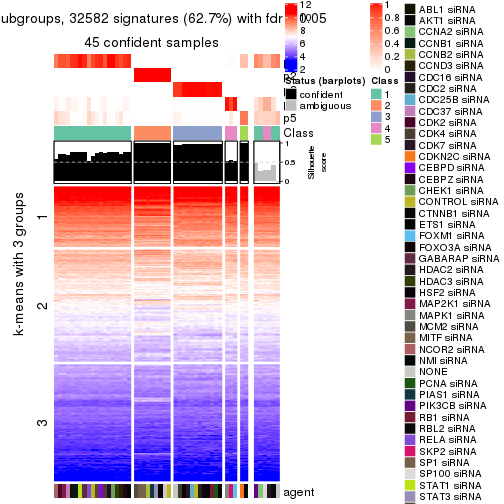 ubgroups, 32582 signatures (62.7%) with fdr 0.05
45 confident samples
p5
Class
1
0.5
0
Silhouette
score
k-means with 3 groups
1
2
3
agent
12
10
8
6
4
2
Status (barplots)
confident
ambiguous
1
0.8
0.6
0.4
0.2
0
Class
1
2
3
4
5
ABL1 siRNA
AKT1 siRNA
CCNA2 siRNA
CCNB1 siRNA
CCNB2 siRNA
CCND3 siRNA
CDC16 siRNA
CDC2 siRNA
CDC25B siRNA
CDC37 siRNA
CDK2 siRNA
CDK4 siRNA
CDK7 siRNA
CDKN2C siRNA
CEBPD siRNA
CEBPZ siRNA
CHEK1 siRNA
CONTROL siRNA
CTNNB1 siRNA
ETS1 siRNA
FOXM1 siRNA
FOXO3A siRNA
GABARAP siRNA
HDAC2 siRNA
HDAC3 siRNA
HSF2 siRNA
MAP2K1 siRNA
MAPK1 siRNA
MCM2 siRNA
MITF siRNA
NCOR2 siRNA
NMI siRNA
NONE
PCNA siRNA
PIAS1 siRNA
PIK3CB siRNA
RB1 siRNA
RBL2 siRNA
RELA siRNA
SKP2 siRNA
SP1 siRNA
SP100 siRNA
STAT1 siRNA
STAT3 siRNA